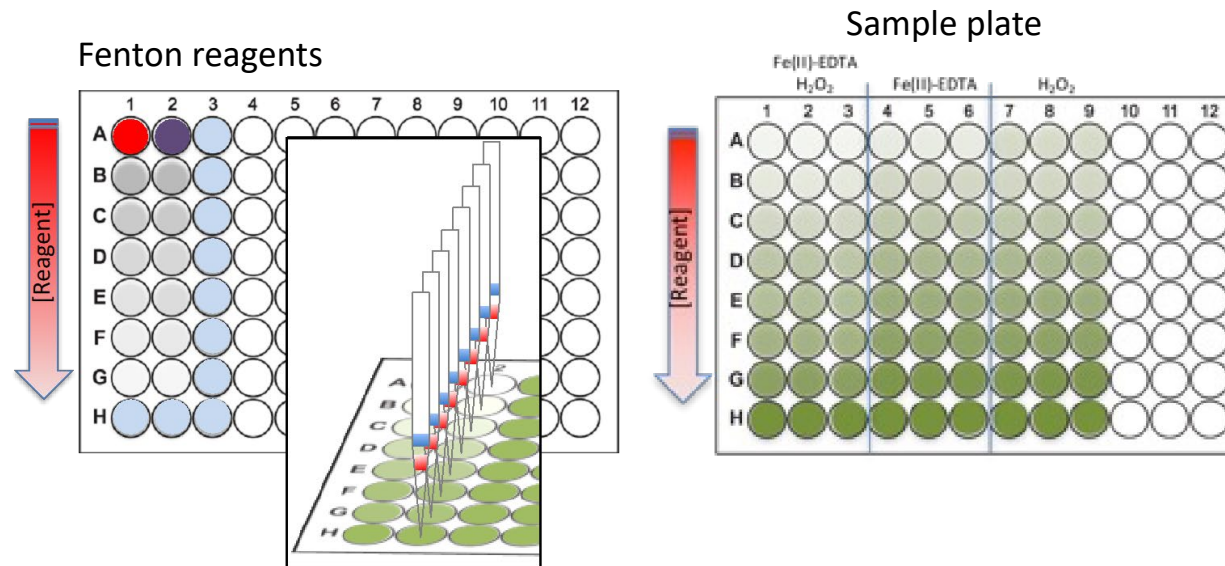 Fenton reagents
1 2 3 4 5 6 7 8 9 10 11 12
A
B
C
D
E
F
G
H
[Reagent]
2
A
B
C
D
E
F
G
H
Sample plate
Fe(II)-EDTA
H₂O₂
Fe(II)-EDTA
H₂O₂
1 2 3 4 5 6 7 8 9 10 11 12
A
B
C
D
E
F
G
H
[Reagent]